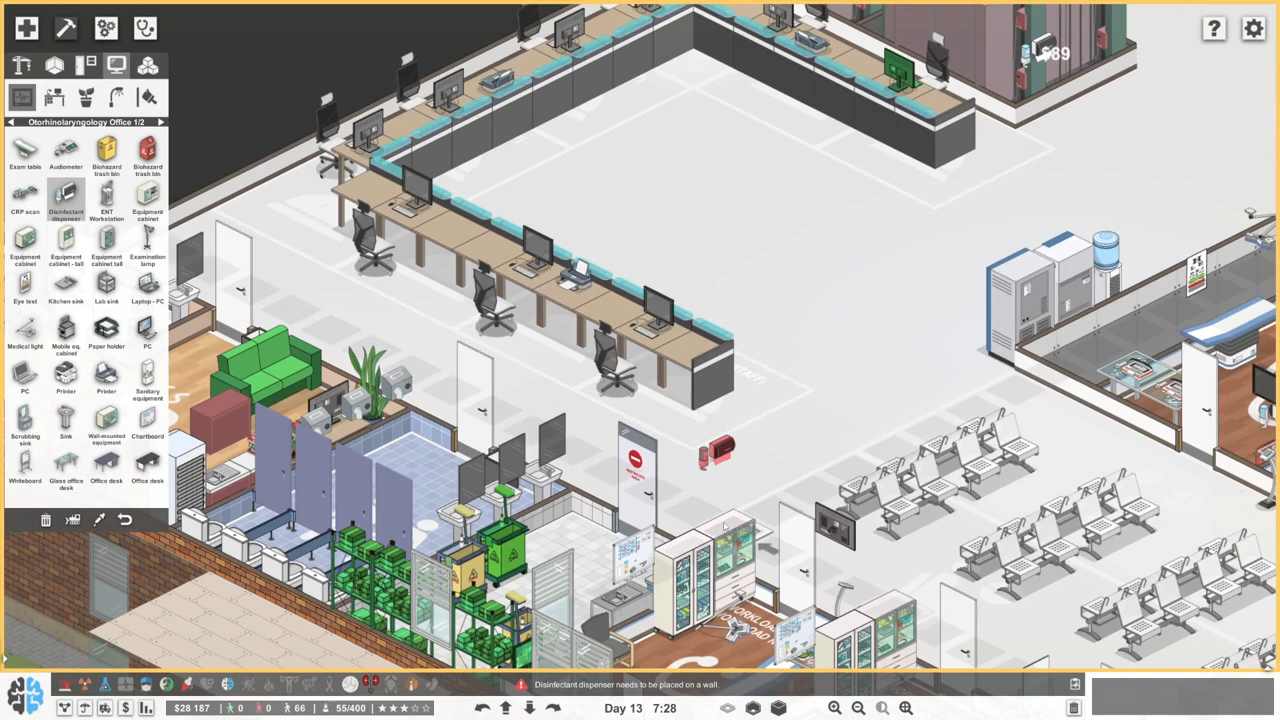 $89
Otorhinolaryngology Office 1/2
Exam table
Audiometer
Biohazard trash bin
Biohazard trash bin
CRP scan
Disinfectant dispenser
ENT Workstation
Equipment cabinet
Equipment cabinet
Equipment cabinet - tall
Equipment cabinet tall
Examination lamp
Eye test
Kitchen sink
Lab sink
Laptop - PC
Medical light
Mobile eq. cabinet
Paper holder
PC
PC
Printer
Printer
Sanitary equipment
Scrubbing sink
Sink
Wall-mounted equipment
Chartboard
Whiteboard
Glass office desk
Office desk
Office desk
STAFF
Disinfectant dispenser needs to be placed on a wall.
$28 187
0
0
66
55/400
Day 13 7:28